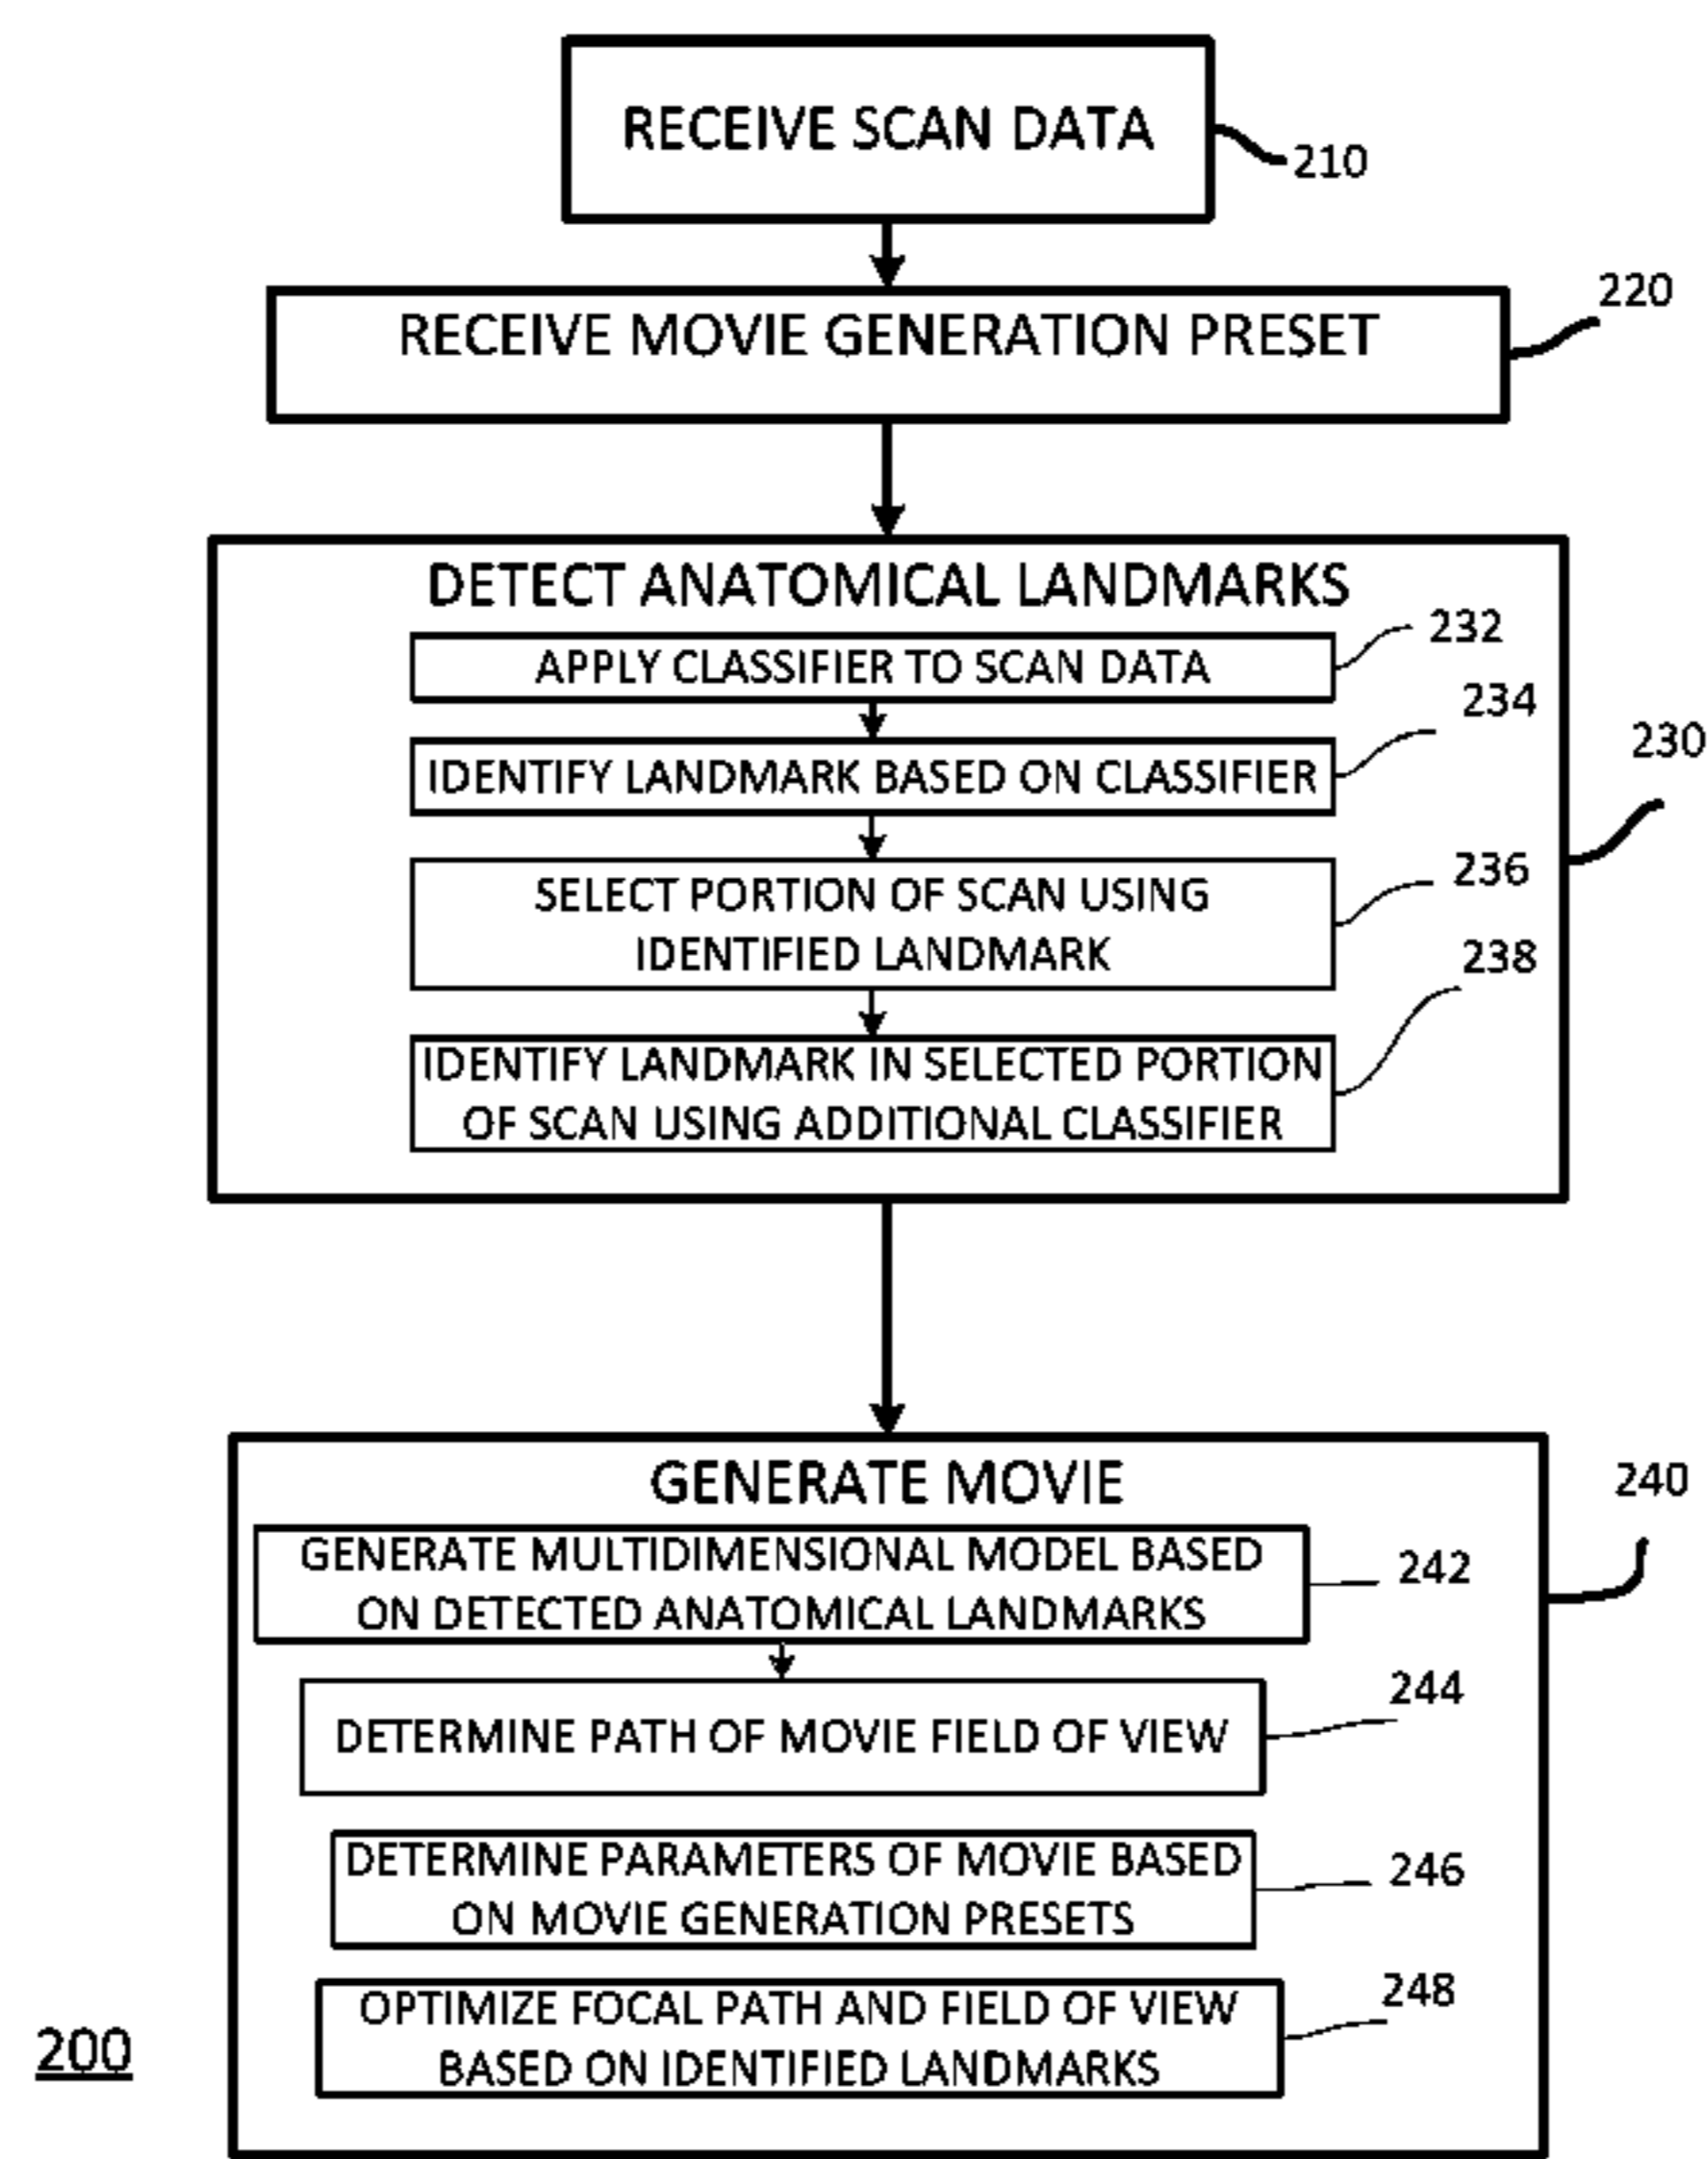 RECEIVE SCAN DATA
210
220
RECEIVE MOVIE GENERATION PRESET
DETECT ANATOMICAL LANDMARKS
232
APPLY CLASSIFIER TO SCAN DATA
234
230
IDENTIFY LANDMARK BASED ON CLASSIFIER
236
SELECT PORTION OF SCAN USING
IDENTIFIED LANDMARK
238
IDENTIFY LANDMARK IN SELECTED PORTION
OF SCAN USING ADDITIONAL CLASSIFIER
GENERATE MOVIE
240
GENERATE MULTIDIMENSIONAL MODEL BASED
ON DETECTED ANATOMICAL LANDMARKS
242
244
DETERMINE PATH OF MOVIE FIELD OF VIEW
DETERMINE PARAMETERS OF MOVIE BASED
ON MOVIE GENERATION PRESETS
246
248
OPTIMIZE FOCAL PATH AND FIELD OF VIEW
BASED ON IDENTIFIED LANDMARKS
200